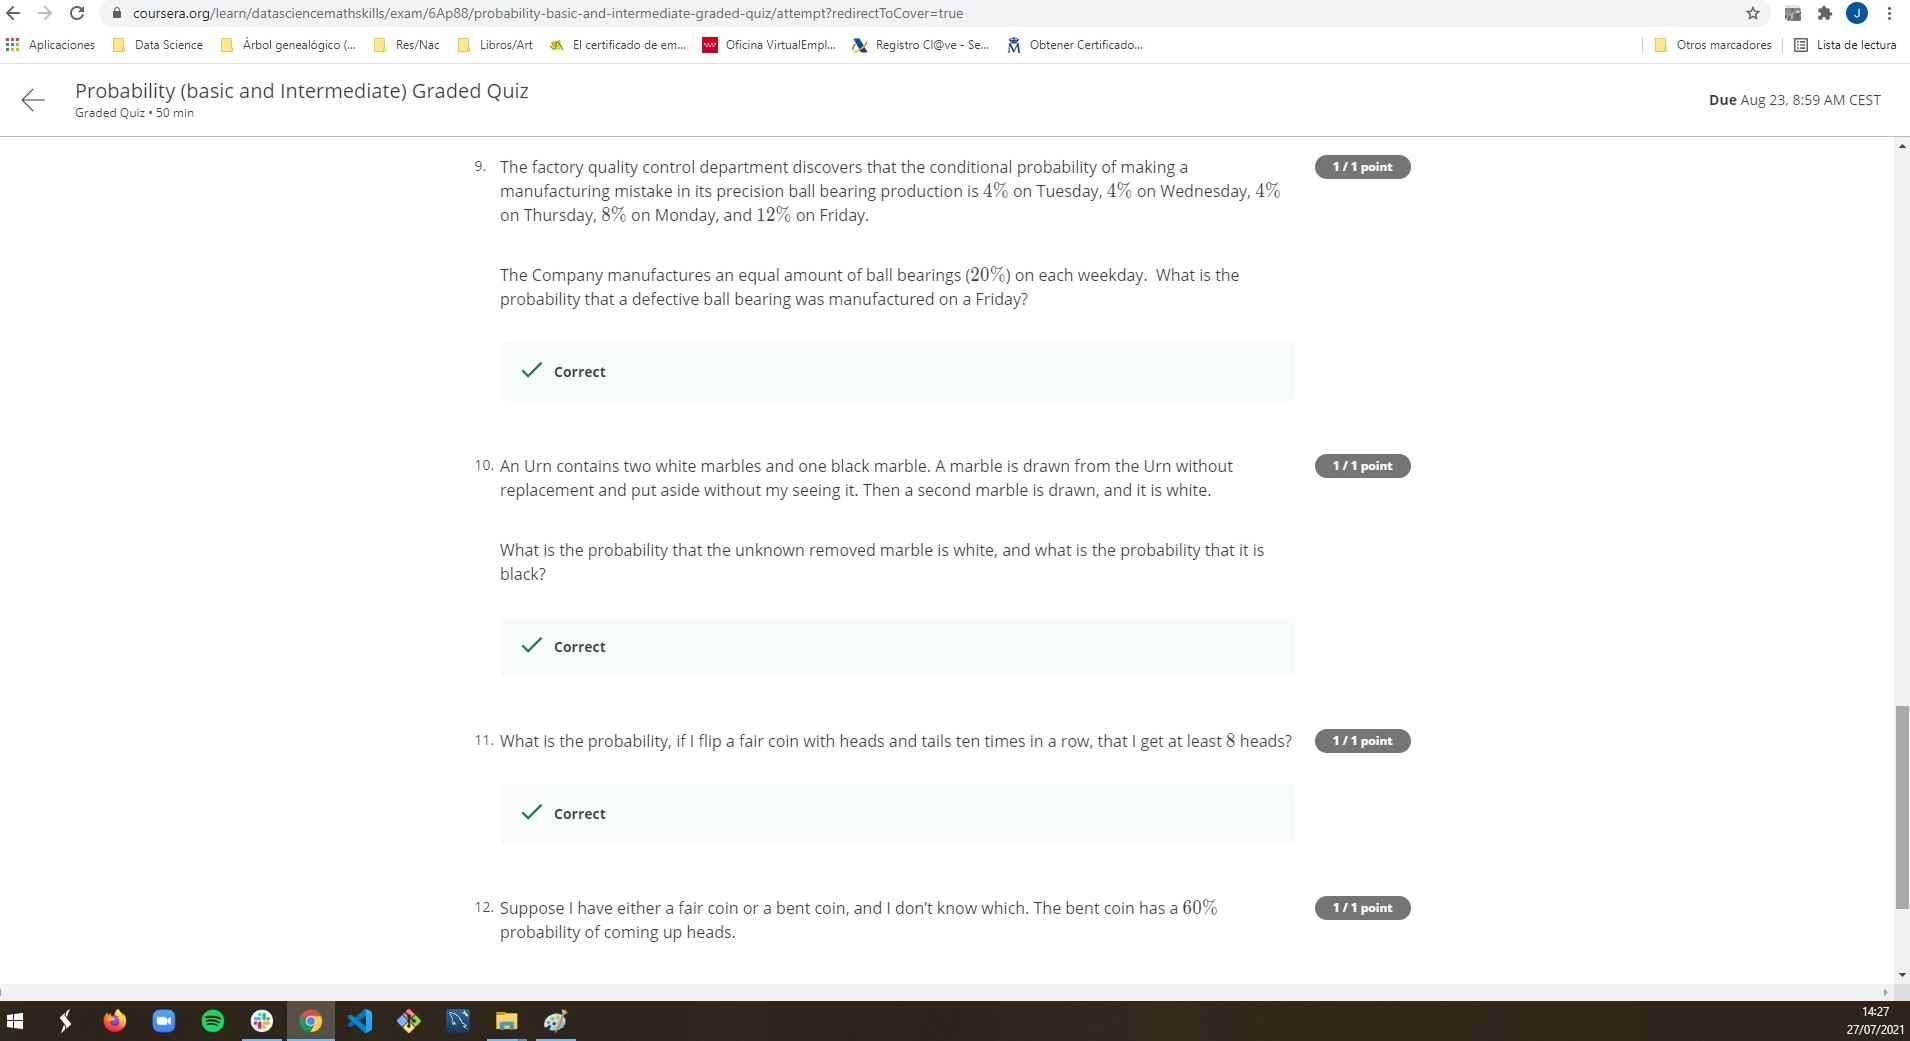 coursera.org/learn/datasciencemathskills/exam/6Ap88/probability-basic-and-intermediate-graded-quiz/attempt?redirectToCover=true
J
Aplicaciones Data Science Árbol genealógico (... Res/Nac Libros/Art El certificado de em... Oficina VirtualEmpl... Registro Cl@ve - Se... Obtener Certificado... Otros marcadores Lista de lectura
Probability (basic and Intermediate) Graded Quiz
Graded Quiz • 50 min
Due Aug 23, 8:59 AM CEST
9. The factory quality control department discovers that the conditional probability of making a
manufacturing mistake in its precision ball bearing production is 4% on Tuesday, 4% on Wednesday, 4%
on Thursday, 8% on Monday, and 12% on Friday.
1 / 1 point
The Company manufactures an equal amount of ball bearings (20%) on each weekday. What is the
probability that a defective ball bearing was manufactured on a Friday?
Correct
10. An Urn contains two white marbles and one black marble. A marble is drawn from the Urn without
replacement and put aside without my seeing it. Then a second marble is drawn, and it is white.
1 / 1 point
What is the probability that the unknown removed marble is white, and what is the probability that it is
black?
Correct
11. What is the probability, if I flip a fair coin with heads and tails ten times in a row, that I get at least 8 heads?
1 / 1 point
Correct
12. Suppose I have either a fair coin or a bent coin, and I don't know which. The bent coin has a 60%
probability of coming up heads.
1 / 1 point
14:27
27/07/2021